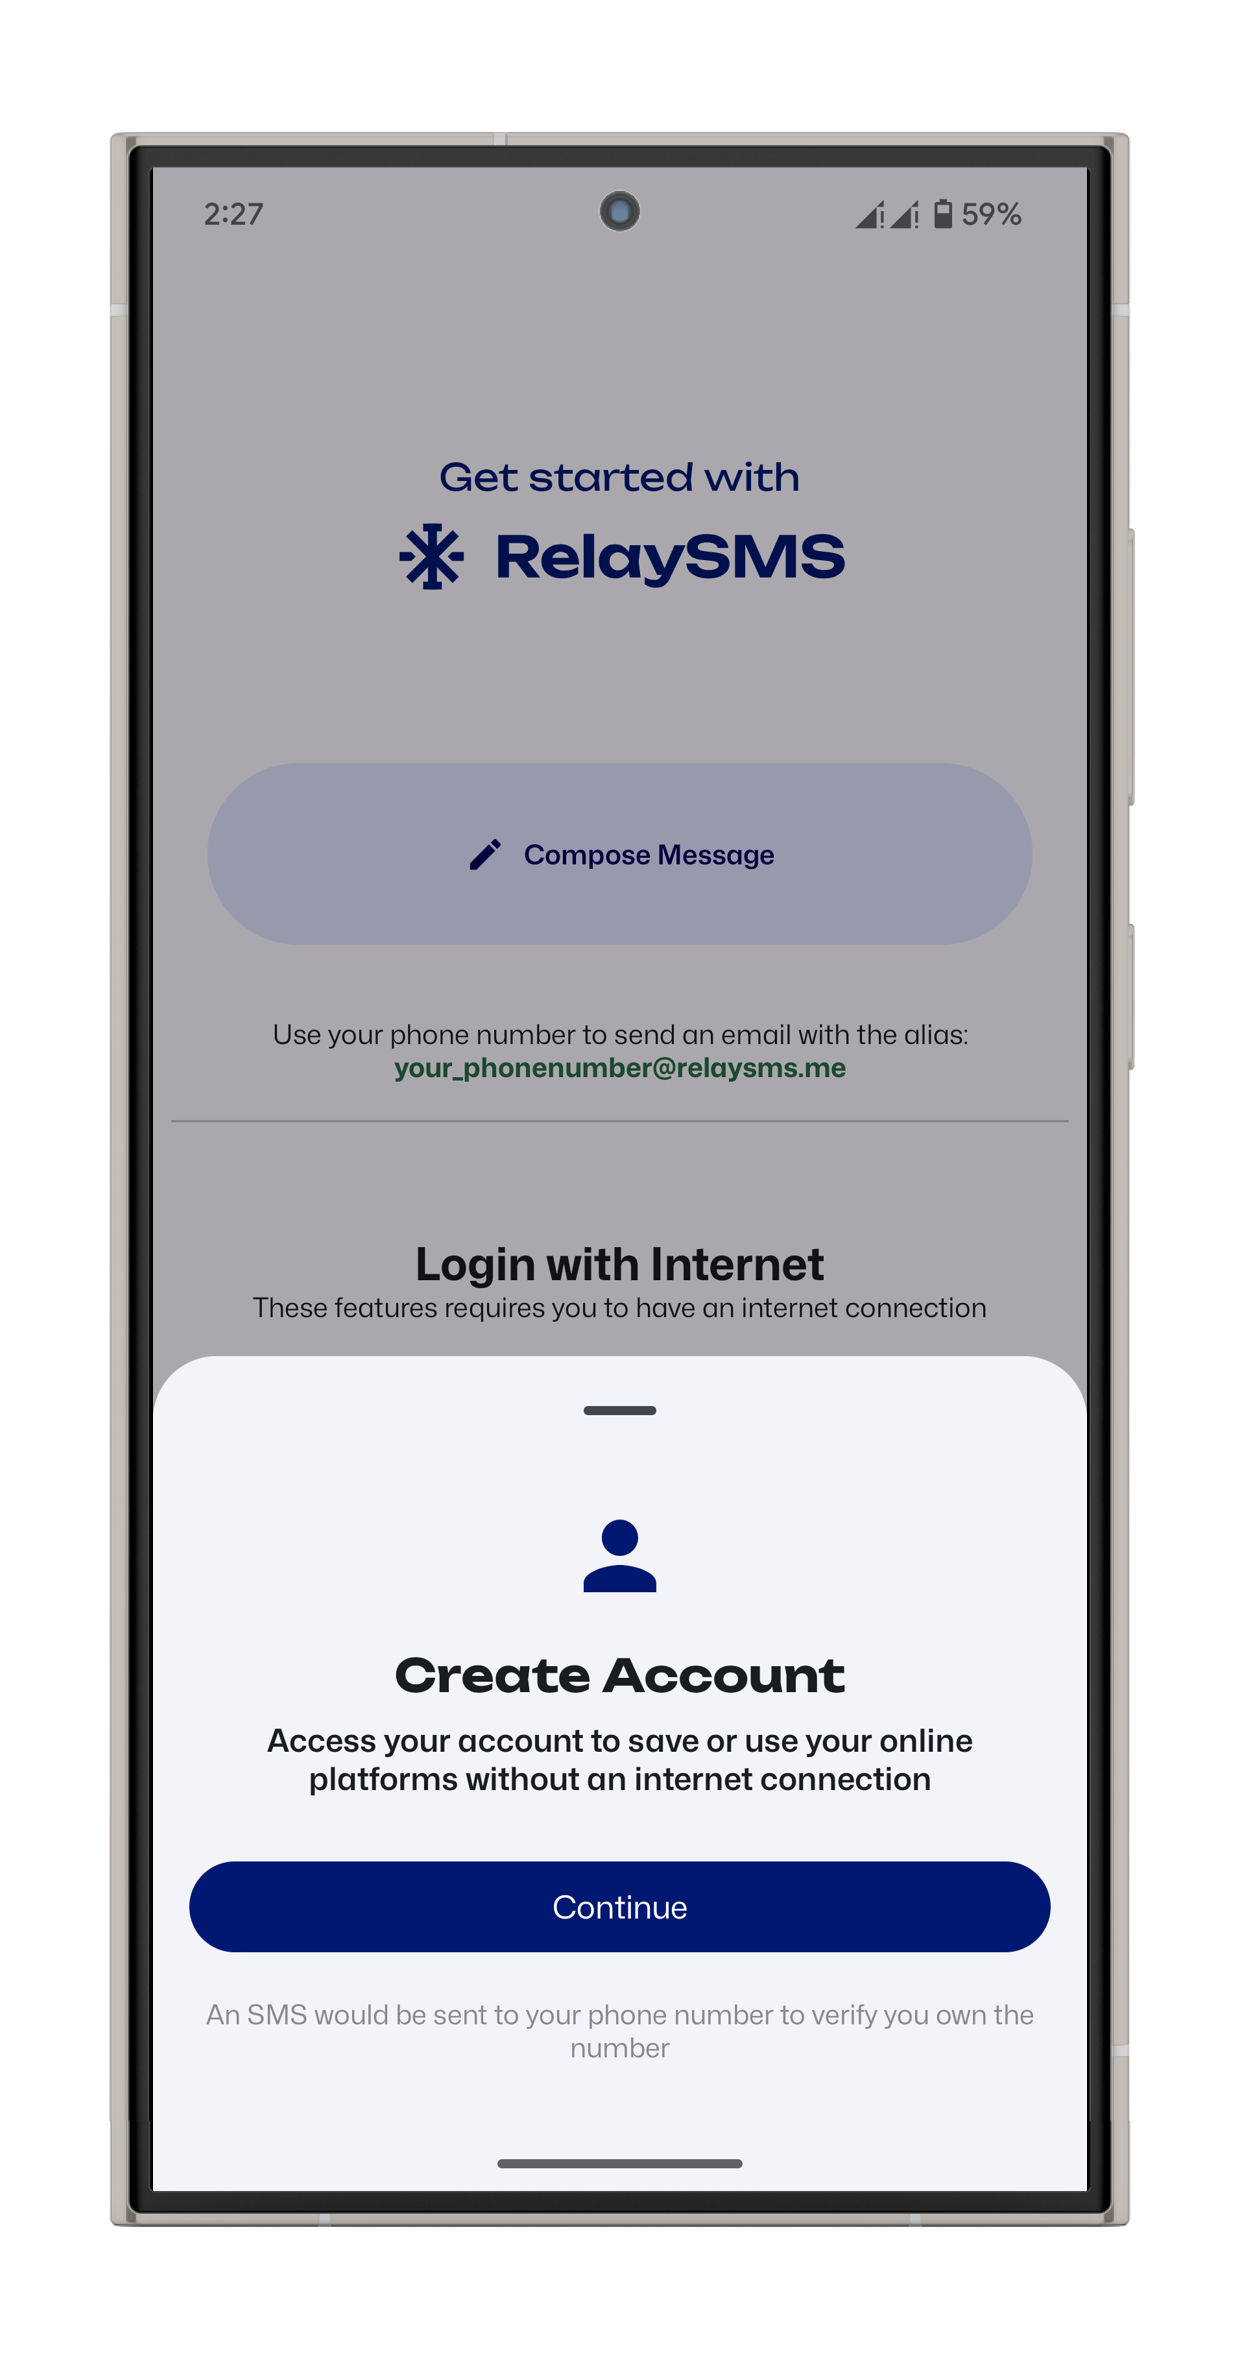 2:27
59%
Get started with
RelaySMS
Compose Message
Use your phone number to send an email with the alias:
your_phonenumber@relaysms.me
Login with Internet
These features requires you to have an internet connection
Create Account
Access your account to save or use your online
platforms without an internet connection
Continue
An SMS would be sent to your phone number to verify you own the
number